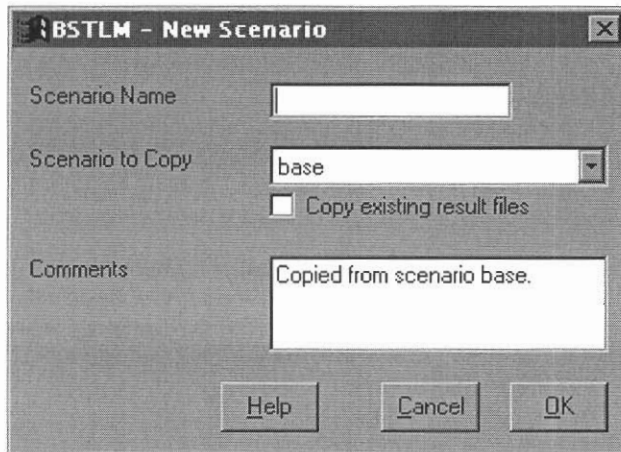 BSTLM - New Scenario
Scenario Name
Scenario to Copy
base
Copy existing result files
Comments
Copied from scenario base.
Help
Cancel
OK